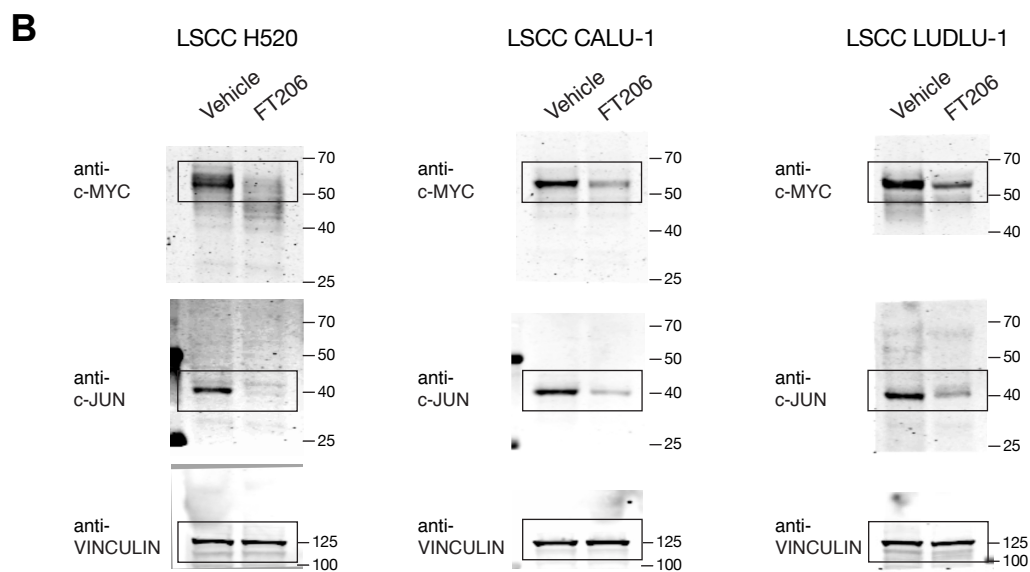 B
LSCC H520
LSCC CALU-1
LSCC LUDLU-1
Vehicle
FT206
Vehicle
FT206
Vehicle
FT206
anti-
c-MYC
70
50
40
25
anti-
c-MYC
70
50
40
25
anti-
c-MYC
70
50
40
anti-
c-JUN
70
50
40
25
anti-
c-JUN
70
50
40
25
anti-
c-JUN
70
50
40
25
anti-
VINCULIN
125
100
anti-
VINCULIN
125
100
anti-
VINCULIN
125
100